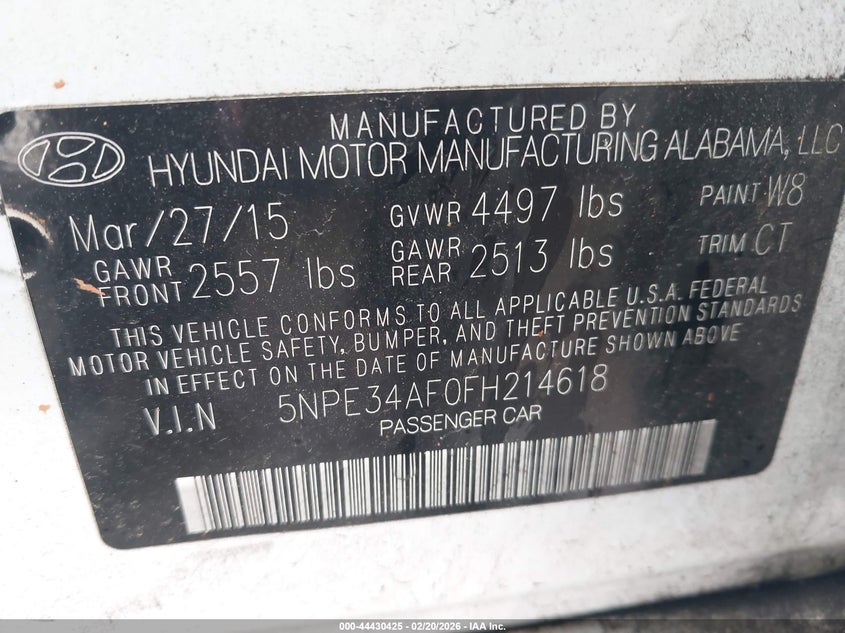 MANUFACTURED BY
HYUNDAI MOTOR MANUFACTURING ALABAMA, LLC
Mar/27/15 GVWR 4497 lbs PAINT W8
GAWR FRONT 2557 lbs GAWR REAR 2513 lbs TRIM CT
THIS VEHICLE CONFORMS TO ALL APPLICABLE U.S.A. FEDERAL
MOTOR VEHICLE SAFETY, BUMPER, AND THEFT PREVENTION STANDARDS
IN EFFECT ON THE DATE OF MANUFACTURE SHOWN ABOVE
V.I.N 5NPE34AF0FH214618
PASSENGER CAR
000-44430425 - 02/20/2026 - IAA Inc.